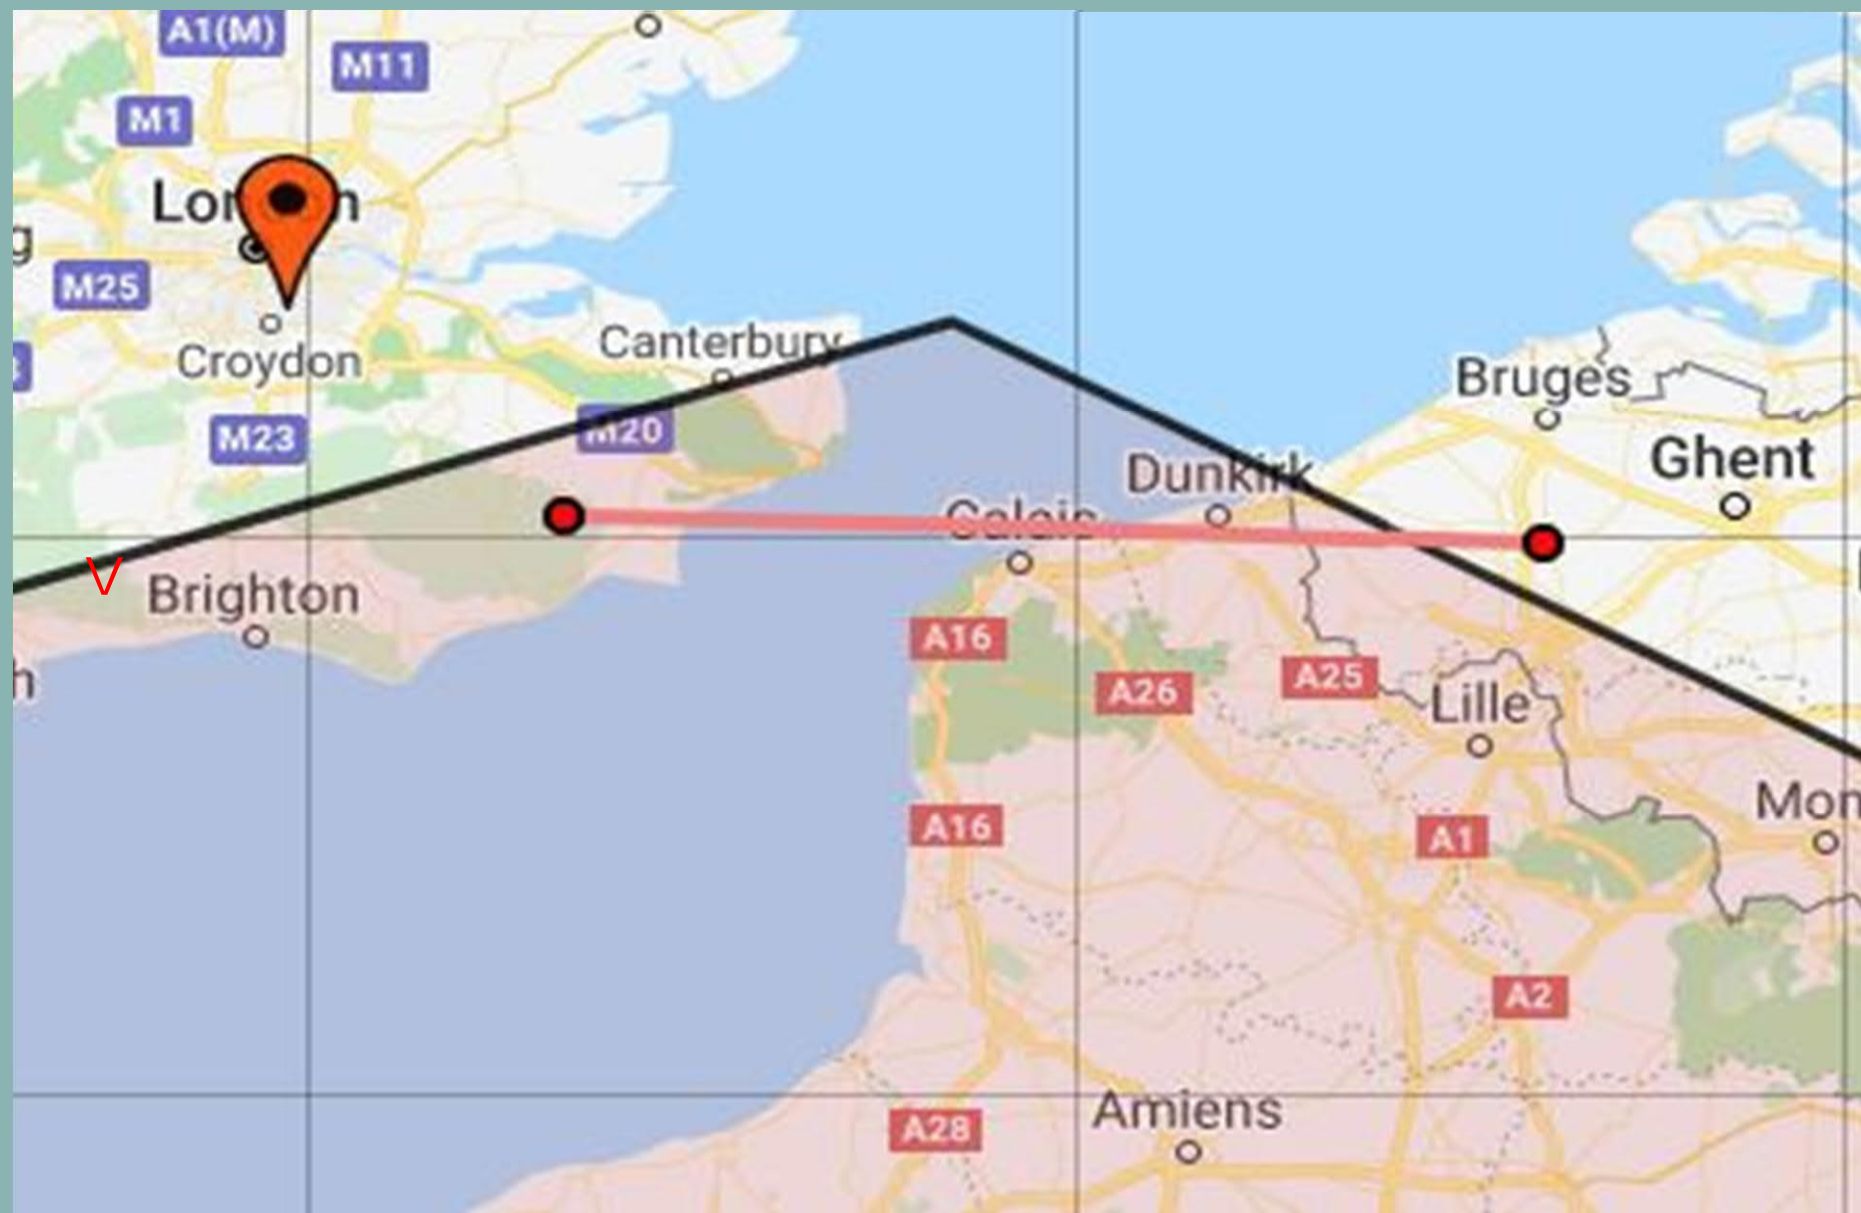 A1(M)
M11
M1
London
g
M25
Croydon
Canterbury
M23
M20
Bruges
Ghent
Dunkirk
Calais
V
Brighton
h
A16
A26
A25
Lille
A16
A1
Mon
A2
Amiens
A28